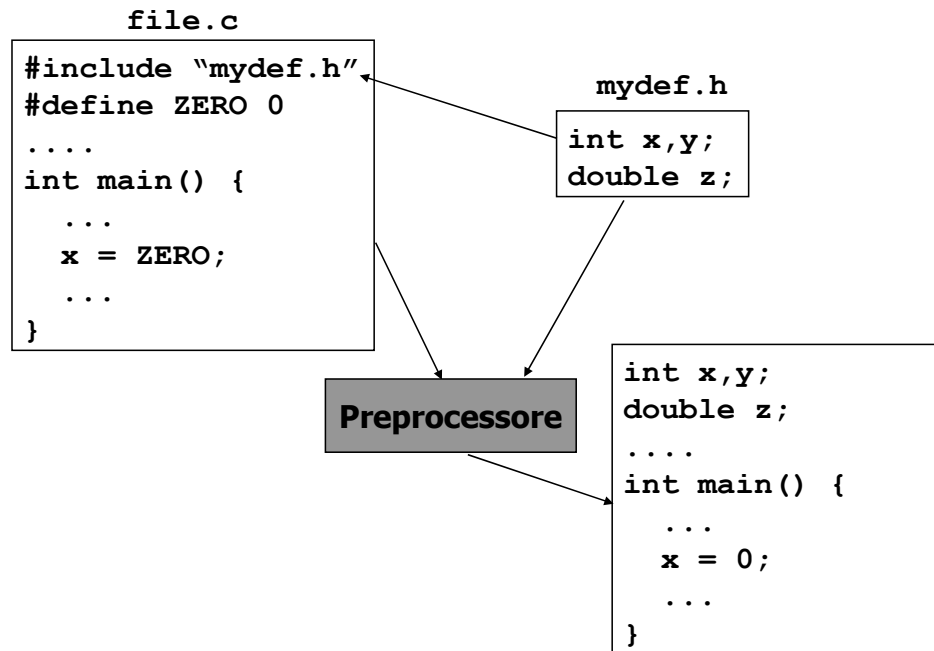 file.c
#include “mydef.h”
#define ZERO 0
....
int main() {
...
x = ZERO;
...
}
mydef.h
int x,y;
double z;
Preprocessore
int x,y;
double z;
....
int main() {
...
x = 0;
...
}